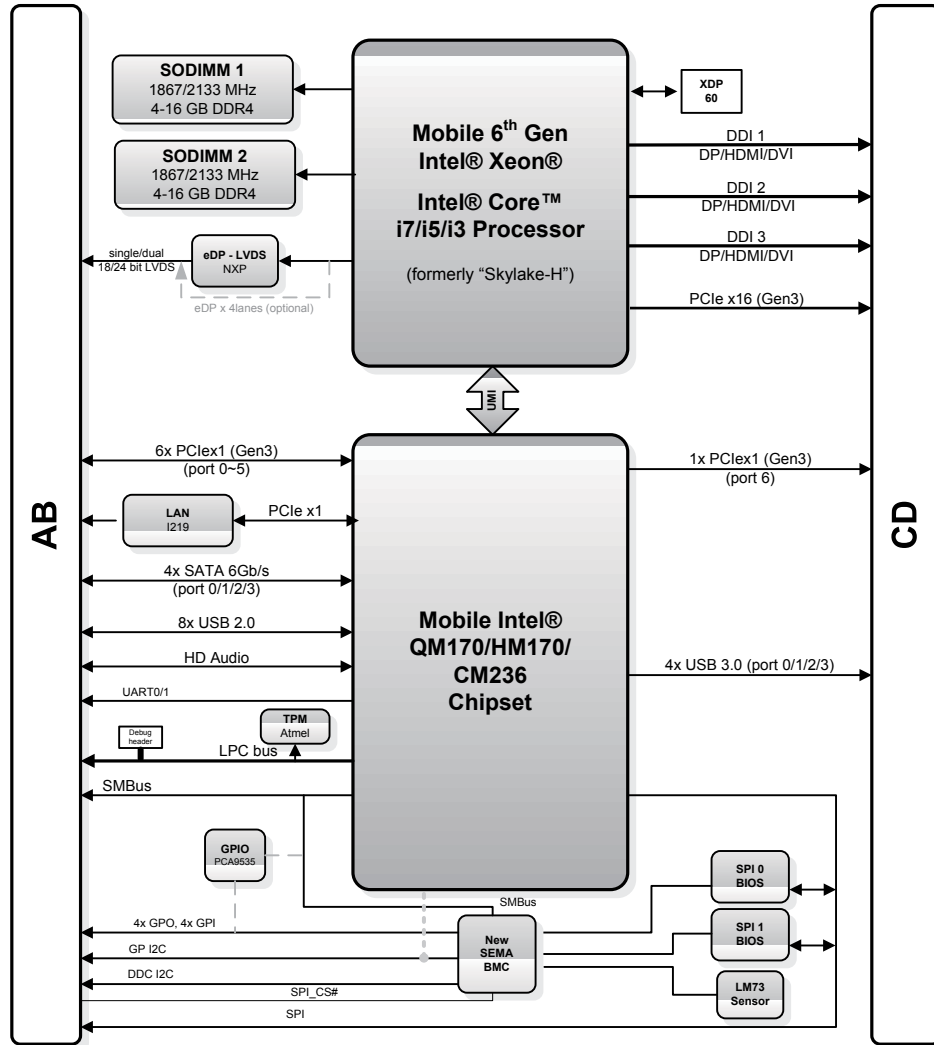 SODIMM 1
1867/2133 MHz
4-16 GB DDR4
SODIMM 2
1867/2133 MHz
4-16 GB DDR4
single/dual
18/24 bit LVDS
eDP - LVDS
NXP
eDP x 4lanes (optional)
Mobile 6th Gen
Intel® Xeon®
Intel® Core™
i7/i5/i3 Processor
(formerly “Skylake-H”)
XDP
60
DDI 1
DP/HDMI/DVI
DDI 2
DP/HDMI/DVI
DDI 3
DP/HDMI/DVI
PCIe x16 (Gen3)
UMI
AB
CD
6x PCIex1 (Gen3)
(port 0~5)
LAN
I219
PCIe x1
4x SATA 6Gb/s
(port 0/1/2/3)
8x USB 2.0
HD Audio
UART0/1
Debug
header
TPM
Atmel
LPC bus
SMBus
Mobile Intel®
QM170/HM170/
CM236
Chipset
1x PCIex1 (Gen3)
(port 6)
4x USB 3.0 (port 0/1/2/3)
GPIO
PCA9535
4x GPO, 4x GPI
GP I2C
DDC I2C
SPI_CS#
SPI
SMBus
New
SEMA
BMC
SPI 0
BIOS
SPI 1
BIOS
LM73
Sensor